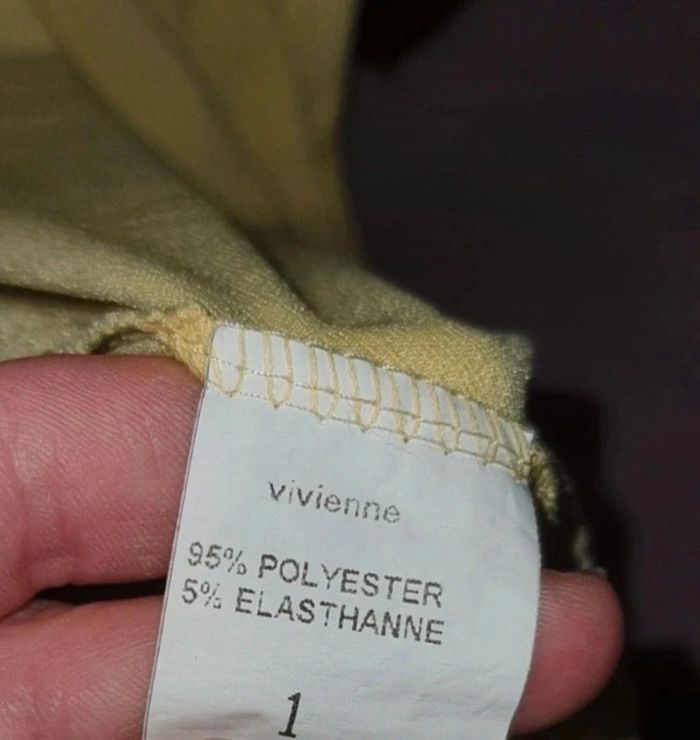 vivienne
95% POLYESTER
5% ELASTHANNE
1